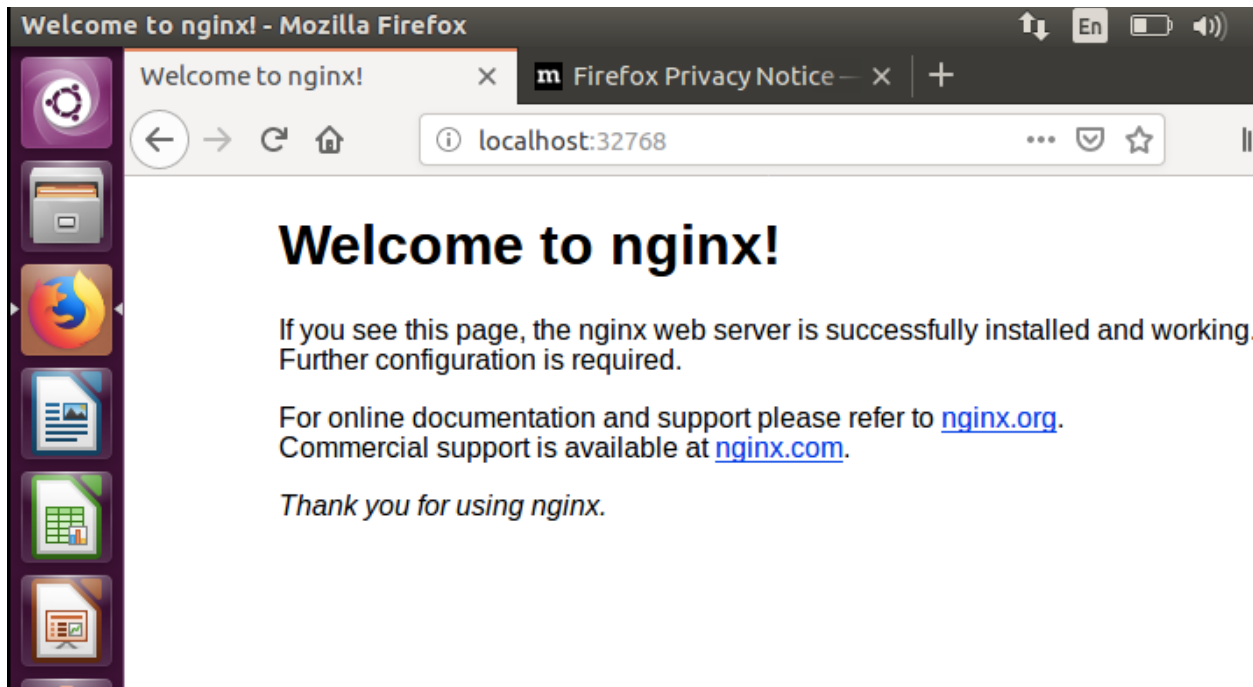 Welcome to nginx! - Mozilla Firefox
En
Welcome to nginx!
m Firefox Privacy Notice —
localhost:32768
Welcome to nginx!
If you see this page, the nginx web server is successfully installed and working.
Further configuration is required.
For online documentation and support please refer to nginx.org.
Commercial support is available at nginx.com.
Thank you for using nginx.